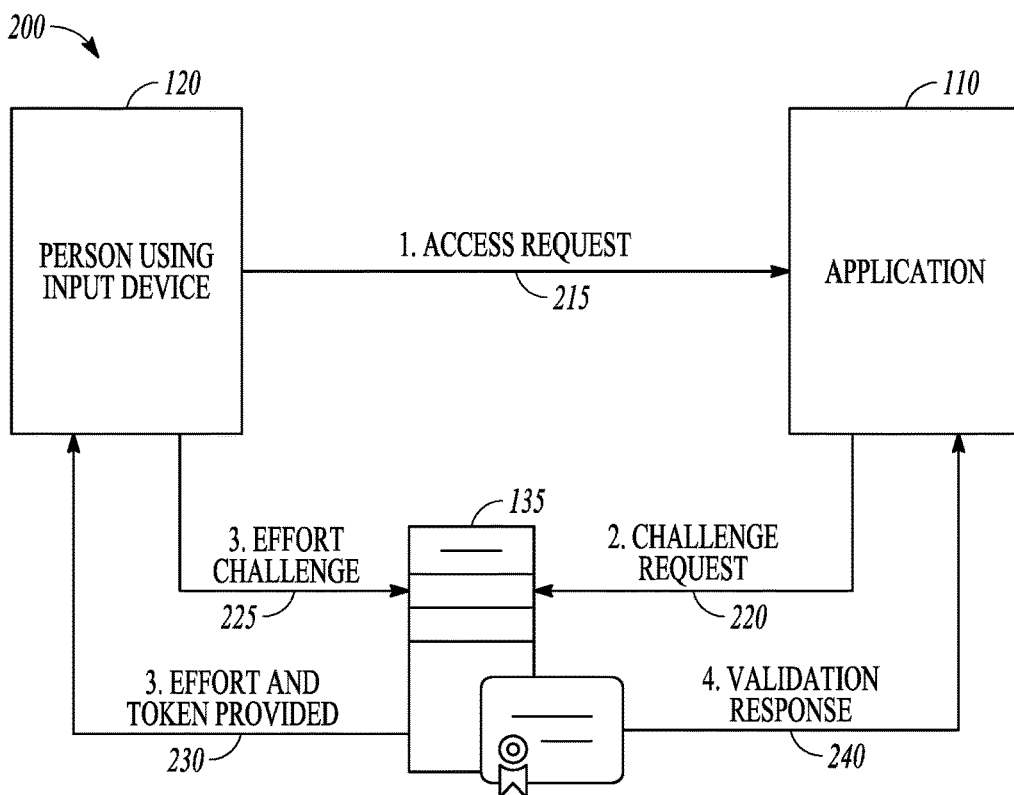 200
120
110
PERSON USING
INPUT DEVICE
1. ACCESS REQUEST
215
APPLICATION
135
3. EFFORT
CHALLENGE
225
2. CHALLENGE
REQUEST
220
3. EFFORT AND
TOKEN PROVIDED
230
4. VALIDATION
RESPONSE
240